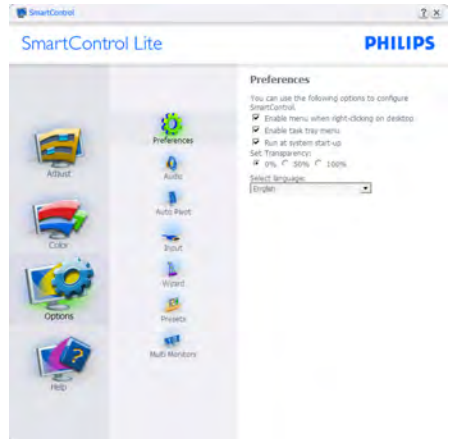 SmartControl
? x
SmartControl Lite
PHILIPS
Adjust
Color
Options
Help
Preferences
Audio
Auto Pivot
Input
Wizard
Presets
Multi Monitors
Preferences
You can use the following options to configure
SmartControl.
Enable menu when right-clicking on desktop
Enable task tray menu
Run at system start-up
Set Transparency:
0% 50% 100%
Select language:
English